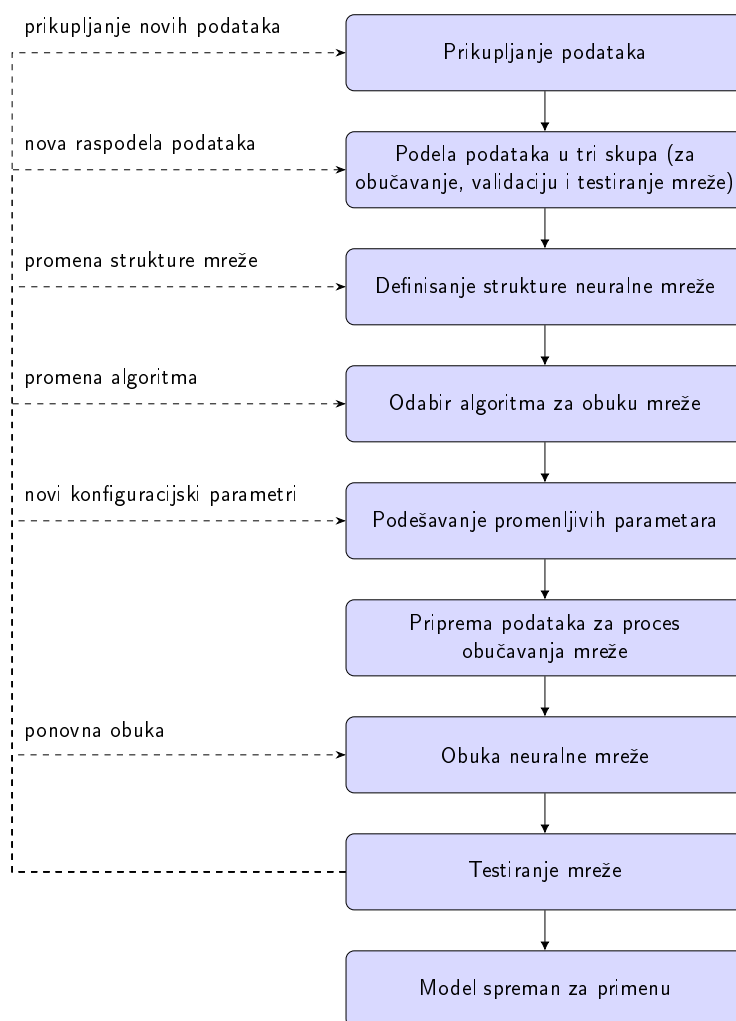 prikupljanje novih podataka
Prikupljanje podataka
nova raspodela podataka
Podela podataka u tri skupa (za
obučavanje, validaciju i testiranje mreže)
promena strukture mreže
Definisanje strukture neuralne mreže
promena algoritma
Odabir algoritma za obuku mreže
novi konfiguracijski parametri
Podešavanje promenljivih parametara
Priprema podataka za proces
obučavanja mreže
ponovna obuka
Obuka neuralne mreže
Testiranje mreže
Model spreman za primenu